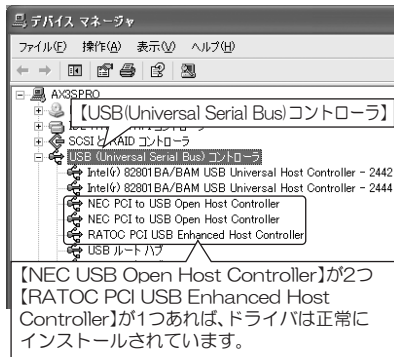 デバイス マネージャ
ファイル(F) 操作(A) 表示(V) ヘルプ(H)
AX3SPRO
【USB(Universal Serial Bus)コントローラ】
SCSI と RAID コントローラ
USB (Universal Serial Bus) コントローラ
Intel(r) 82801BA/BAM USB Universal Host Controller - 2442
Intel(r) 82801BA/BAM USB Universal Host Controller - 2444
NEC PCI to USB Open Host Controller
NEC PCI to USB Open Host Controller
RATOC PCI USB Enhanced Host Controller
USB ルート ハブ
【NEC USB Open Host Controller】が2つ
【RATOC PCI USB Enhanced Host
Controller】が1つあれば、ドライバは正常に
インストールされています。